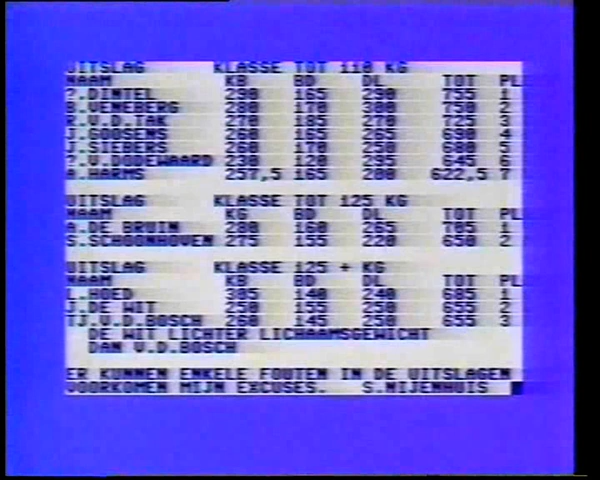 UITSLAG KLASSE TOT 110 KG
NAAM KB BD DL TOT PL
DINTEL 290 165 755 1
VENEBERG 280 170 300 750 2
V.D.TAK 270 185 270 725 3
J.GOOSENS 260 165 265 690 4
J.SIEBERS 260 170 250 680 5
V.DODEWAARD 230 120 295 645 6
A.HARMS 257,5 165 200 622,5 7
UITSLAG KLASSE TOT 125 KG
NAAM KG BD DL TOT PL
A.DE BRUIN 280 160 265 705 1
S.SCHOONHOVEN 275 155 220 650 2
UITSLAG KLASSE 125 + KG
NAAM KB BD DL TOT PL
HOED 305 140 240 685 1
J.DE WIT 250 155 250 655 2
TJ.V.D.BOSCH 260 145 250 655 3
DE WIT LICHTER LICHAAMSGEWICHT
DAN V.D.BOSCH
ER KUNNEN ENKELE FOUTEN IN DE UITSLAGEN
VOORKOMEN MIJN EXCUSES. S.NIJENHUIS